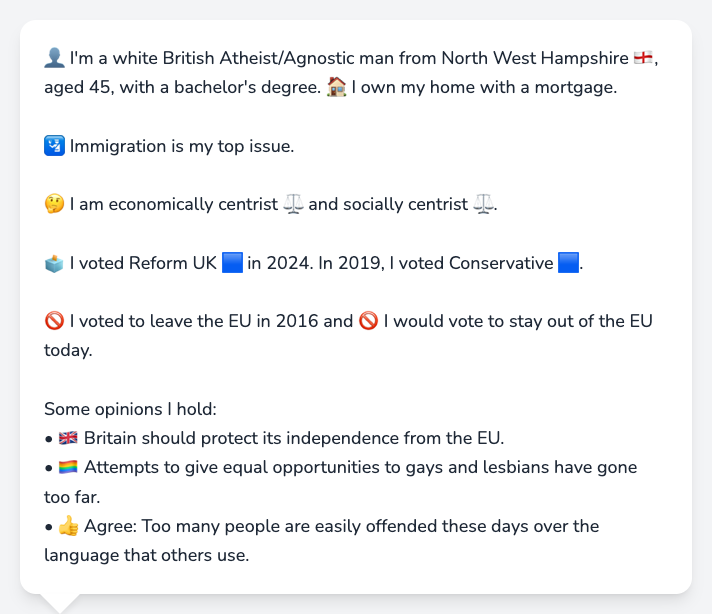 👤 I'm a white British Atheist/Agnostic man from North West Hampshire 🏴󠁧󠁢󠁥󠁮󠁧󠁿,
aged 45, with a bachelor's degree. 🏠 I own my home with a mortgage.
🛂 Immigration is my top issue.
🤔 I am economically centrist ⚖️ and socially centrist ⚖️.
🗳️ I voted Reform UK 🟦 in 2024. In 2019, I voted Conservative 🟦.
🚫 I voted to leave the EU in 2016 and 🚫 I would vote to stay out of the EU
today.
Some opinions I hold:
• 🇬🇧 Britain should protect its independence from the EU.
• 🏳️‍🌈 Attempts to give equal opportunities to gays and lesbians have gone
too far.
• 👍 Agree: Too many people are easily offended these days over the
language that others use.